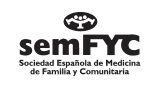 semFYC
Sociedad Española de Medicina
de Familia y Comunitaria